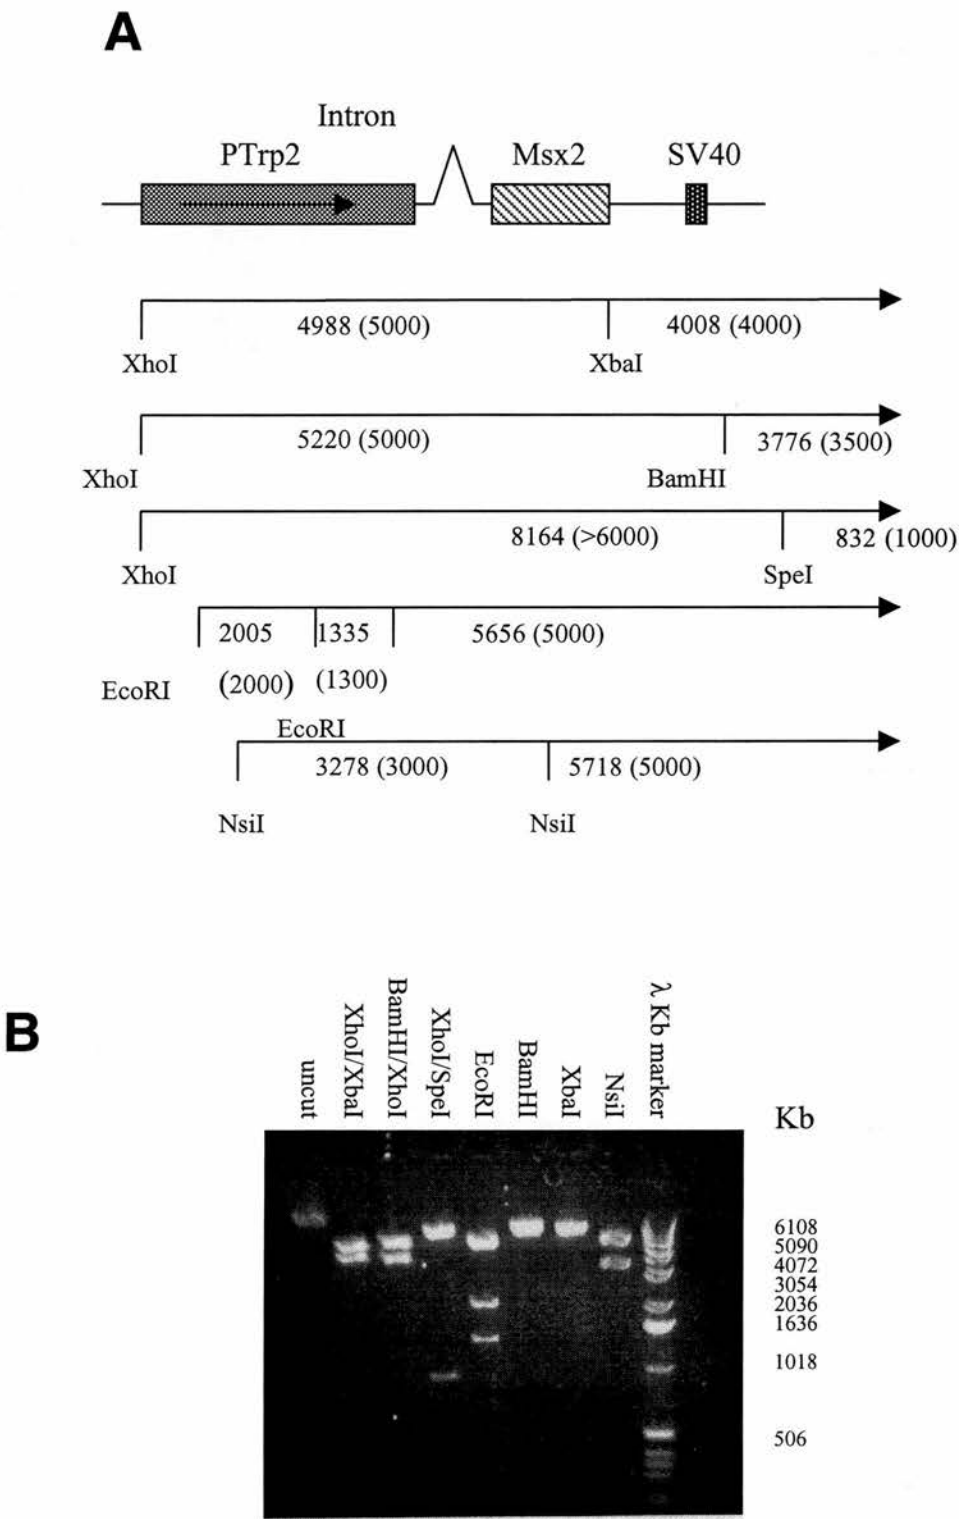 A
Intron
PTrp2
Msx2
SV40
4988 (5000)
4008 (4000)
XhoI
XbaI
5220 (5000)
3776 (3500)
XhoI
BamHI
8164 (>6000)
832 (1000)
XhoI
SpeI
2005
1335
5656 (5000)
(2000)
(1300)
EcoRI
EcoRI
3278 (3000)
5718 (5000)
NsiI
NsiI
B
uncut
XhoI/XbaI
BamHI/XhoI
XhoI/SpeI
EcoRI
BamHI
XbaI
NsiI
λ Kb marker
Kb
6108
5090
4072
3054
2036
1636
1018
506